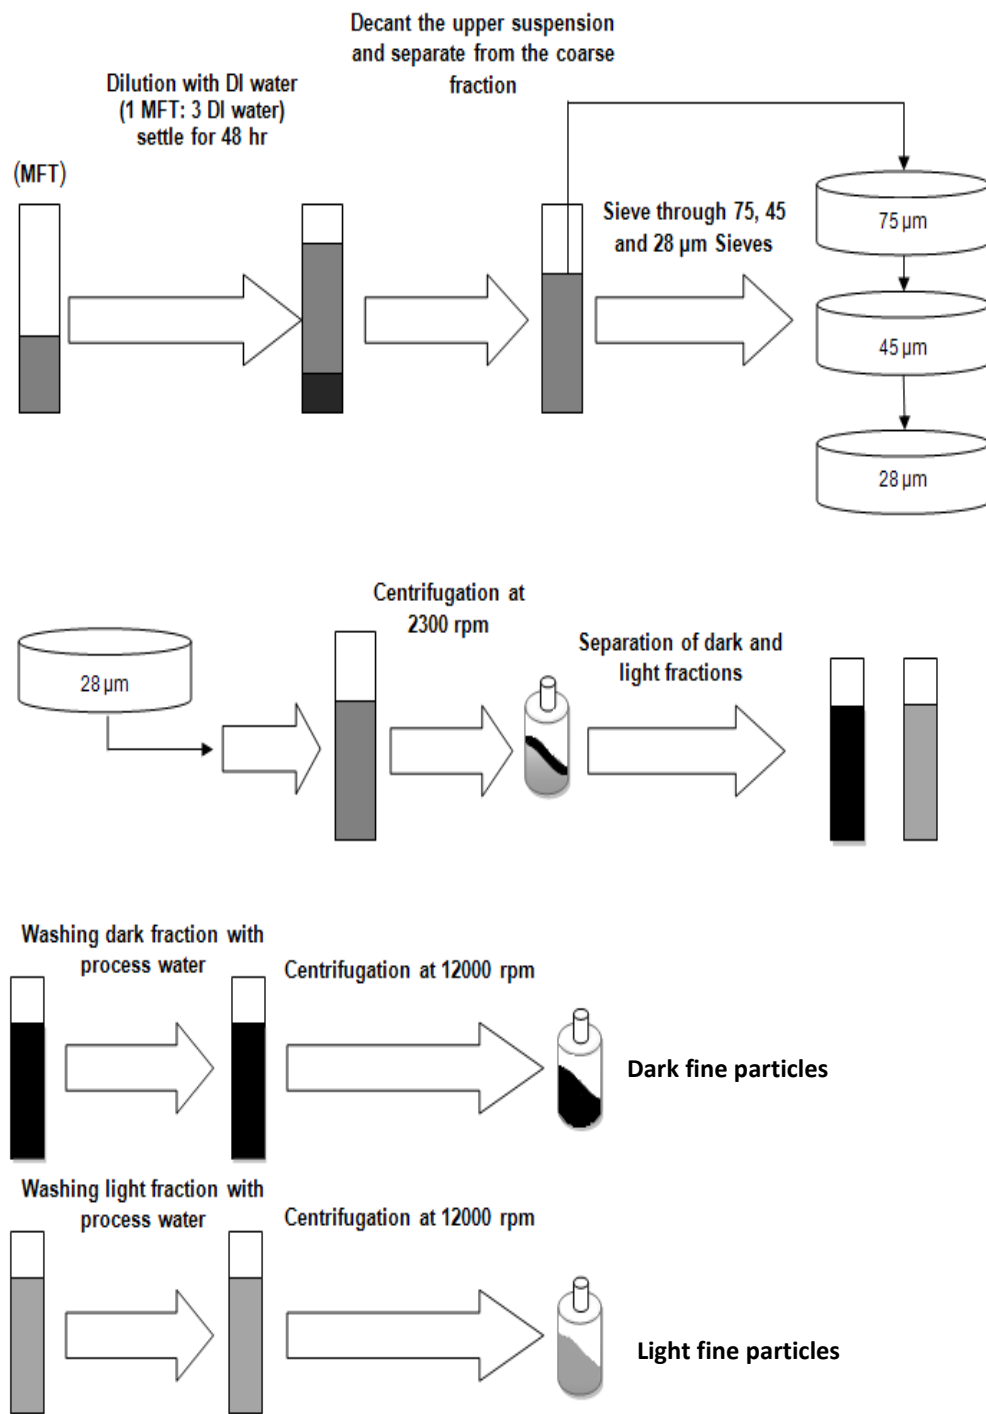 Decant the upper suspension
and separate from the coarse
fraction
Dilution with DI water
(1 MFT: 3 DI water)
settle for 48 hr
(MFT)
Sieve through 75, 45
and 28 µm Sieves
75 µm
45 µm
28 µm
Centrifugation at
2300 rpm
Separation of dark and
light fractions
28 µm
Washing dark fraction with
process water
Centrifugation at 12000 rpm
Dark fine particles
Washing light fraction with
process water
Centrifugation at 12000 rpm
Light fine particles